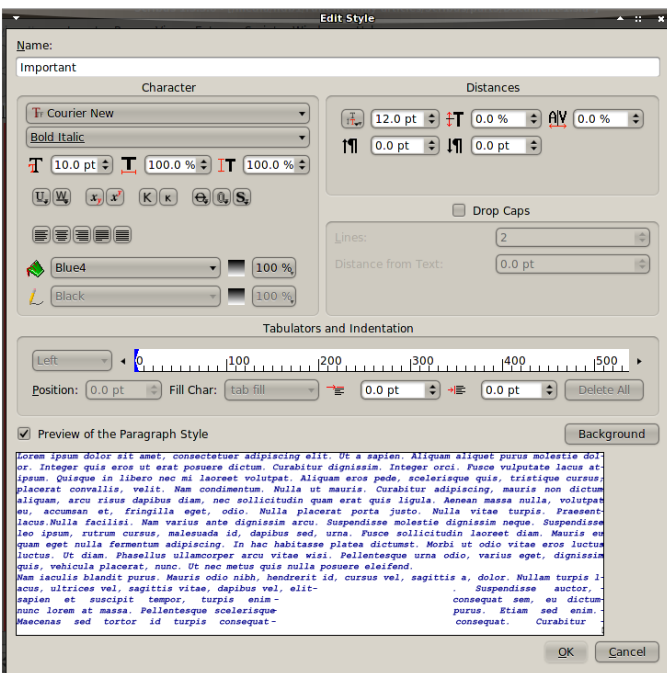 Edit Style
Name:
Important
Character
Distances
Courier New
Bold Italic
10.0 pt 100.0 % 100.0 %
12.0 pt 0.0 % A|V 0.0 %
0.0 pt 0.0 pt
Drop Caps
Lines: 2
Distance from Text: 0.0 pt
Blue4 100 %
Black 100 %
Tabulators and Indentation
Left 0 100 200 300 400 500
Position: 0.0 pt Fill Char: tab fill 0.0 pt 0.0 pt Delete All
Preview of the Paragraph Style Background
Lorem ipsum dolor sit amet, consectetuer adipiscing elit. Ut a sapien. Aliquam aliquet purus molestie dol-
or. Integer quis eros ut erat posuere dictum. Curabitur dignissim. Integer orci. Fusce vulputate lacus at-
ipsum. Quisque in libero nec mi laoreet volutpat. Aliquam eros pede, scelerisque quis, tristique cursus,
placerat convallis, velit. Nam condimentum. Nulla ut mauris. Curabitur adipiscing, mauris non dictum
aliquam, arcu risus dapibus diam, nec sollicitudin quam erat quis ligula. Aenean massa nulla, volutpat
eu, accumsan et, fringilla eget, odio. Nulla placerat porta justo. Nulla vitae turpis. Praesent-
lacus.Nulla facilisi. Nam varius ante dignissim arcu. Suspendisse molestie dignissim neque. Suspendisse
leo ipsum, rutrum cursus, malesuada id, dapibus sed, urna. Fusce sollicitudin laoreet diam. Mauris eu
quam eget nulla fermentum adipiscing. In hac habitasse platea dictumst. Morbi ut odio vitae eros luctus
luctus. Ut diam. Phasellus ullamcorper arcu vitae wisi. Pellentesque urna odio, varius eget, dignissim
quis, vehicula placerat, nunc. Ut nec metus quis nulla posuere eleifend.
Nam iaculis blandit purus. Mauris odio nibh, hendrerit id, cursus vel, sagittis a, dolor. Nullam turpis l-
acus, ultrices vel, sagittis vitae, dapibus vel, elit- . Suspendisse auctor,
sapien et suscipit tempor, turpis enim - consequat sem, eu dictum
nunc lorem at massa. Pellentesque scelerisque purus. Etiam sed enim.
Maecenas sed tortor id turpis consequat - consequat. Curabitur
OK Cancel